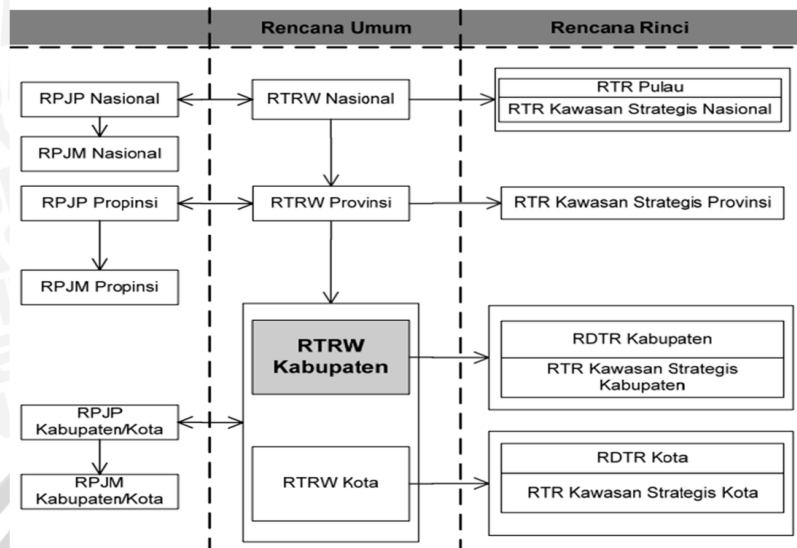 Rencana Umum
Rencana Rinci
RPJP Nasional
RTRW Nasional
RTR Pulau
RTR Kawasan Strategis Nasional
RPJM Nasional
RPJP Propinsi
RTRW Provinsi
RTR Kawasan Strategis Provinsi
RPJM Propinsi
RTRW
Kabupaten
RDTR Kabupaten
RTR Kawasan Strategis
Kabupaten
RPJP
Kabupaten/Kota
RPJM
Kabupaten/Kota
RTRW Kota
RDTR Kota
RTR Kawasan Strategis Kota